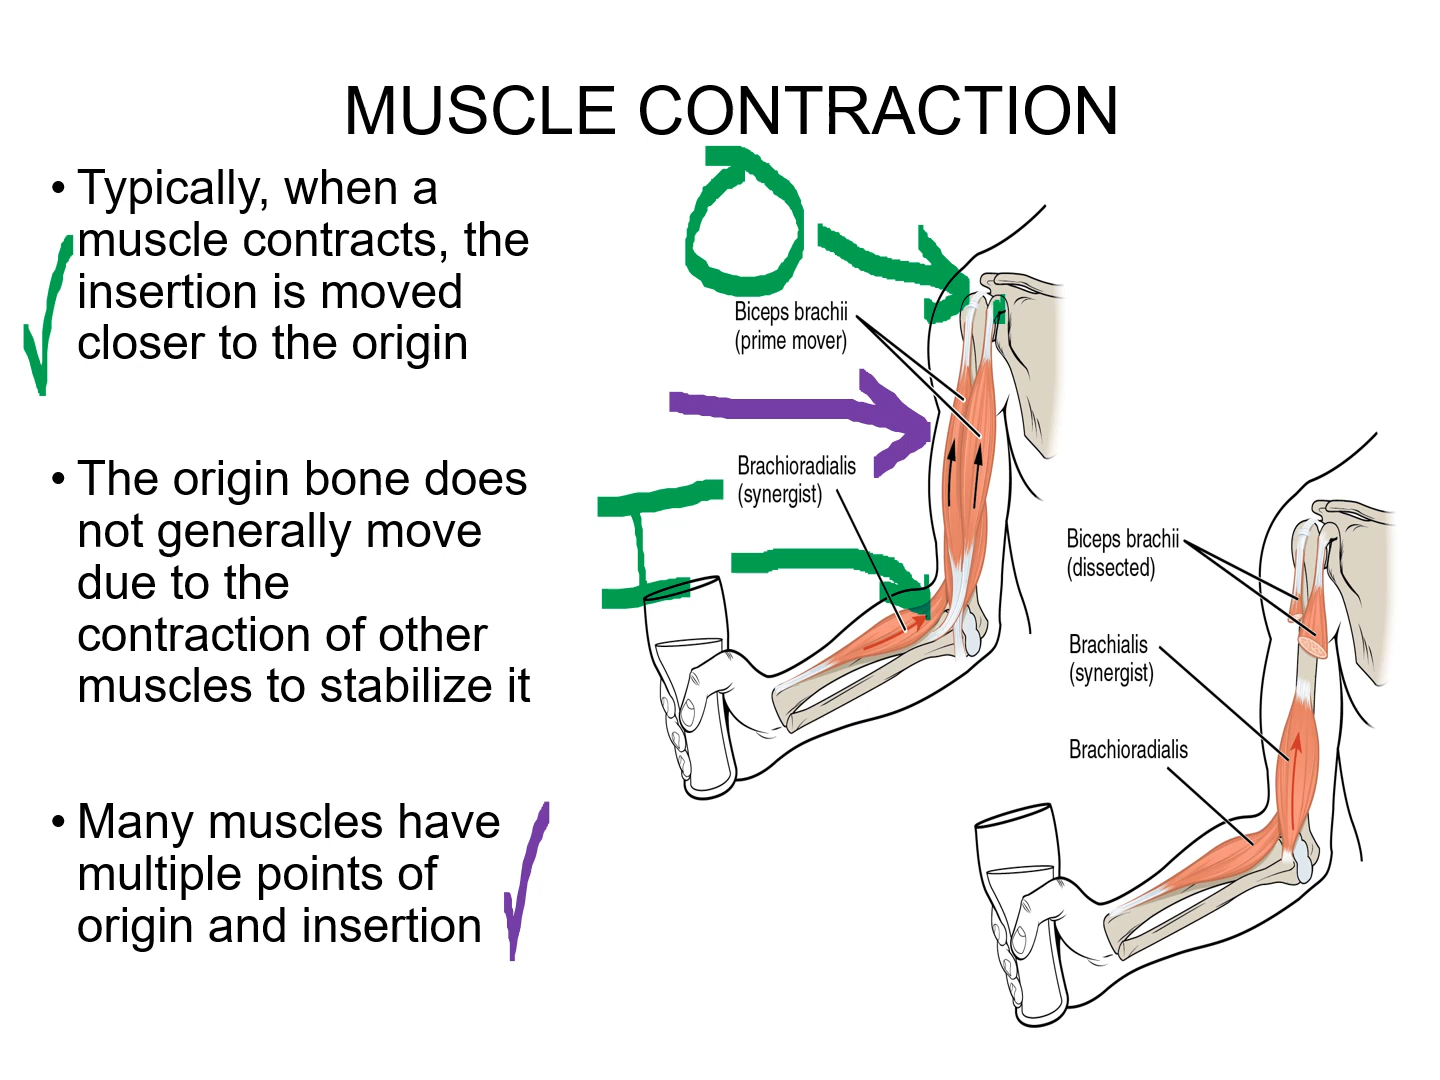 MUSCLE CONTRACTION
• Typically, when a
muscle contracts, the
insertion is moved
closer to the origin
• The origin bone does
not generally move
due to the
contraction of other
muscles to stabilize it
• Many muscles have
multiple points of
origin and insertion
O
Biceps brachii
(prime mover)
Brachioradialis
(synergist)
I
Biceps brachii
(dissected)
Brachialis
(synergist)
Brachioradialis